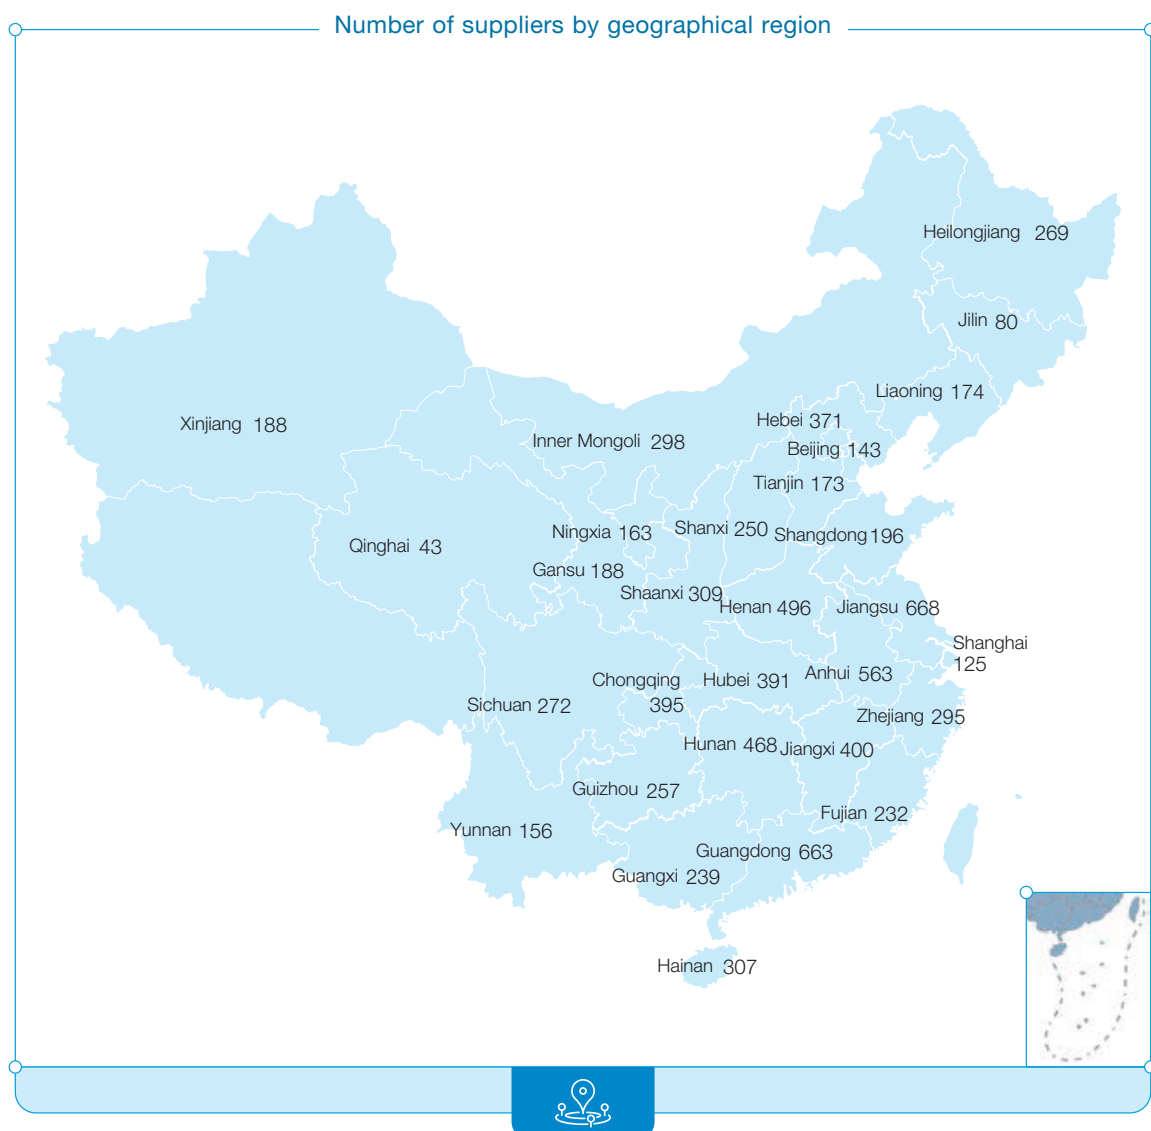 Number of suppliers by geographical region
Heilongjiang 269
Jilin 80
Liaoning 174
Xinjiang 188
Hebei 371
Inner Mongoli 298
Beijing 143
Tianjin 173
Ningxia 163
Shanxi 250
Shangdong 196
Qinghai 43
Gansu 188
Shaanxi 309
Henan 496
Jiangsu 668
Shanghai
125
Chongqing
395
Hubei 391
Anhui 563
Sichuan 272
Zhejiang 295
Hunan 468
Jiangxi 400
Guizhou 257
Fujian 232
Yunnan 156
Guangdong 663
Guangxi 239
Hainan 307